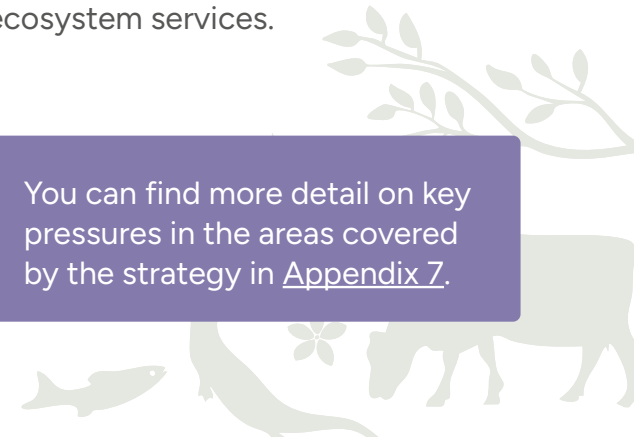 ecosystem services.
You can find more detail on key
pressures in the areas covered
by the strategy in Appendix 7.